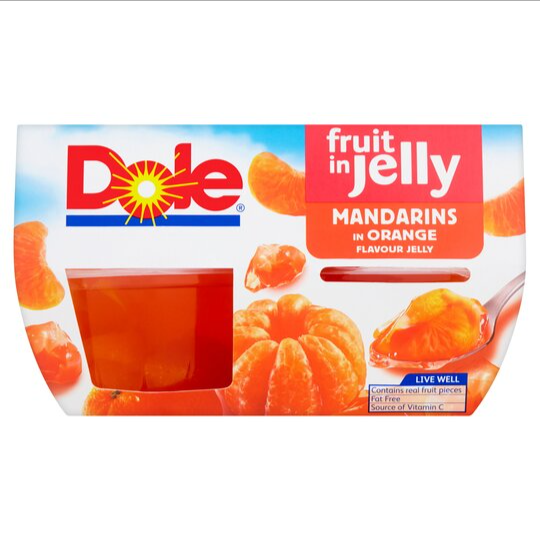 Dole®
fruit
in jelly
MANDARINS
IN ORANGE
FLAVOUR JELLY
LIVE WELL
Contains real fruit pieces
Fat Free
Source of Vitamin C